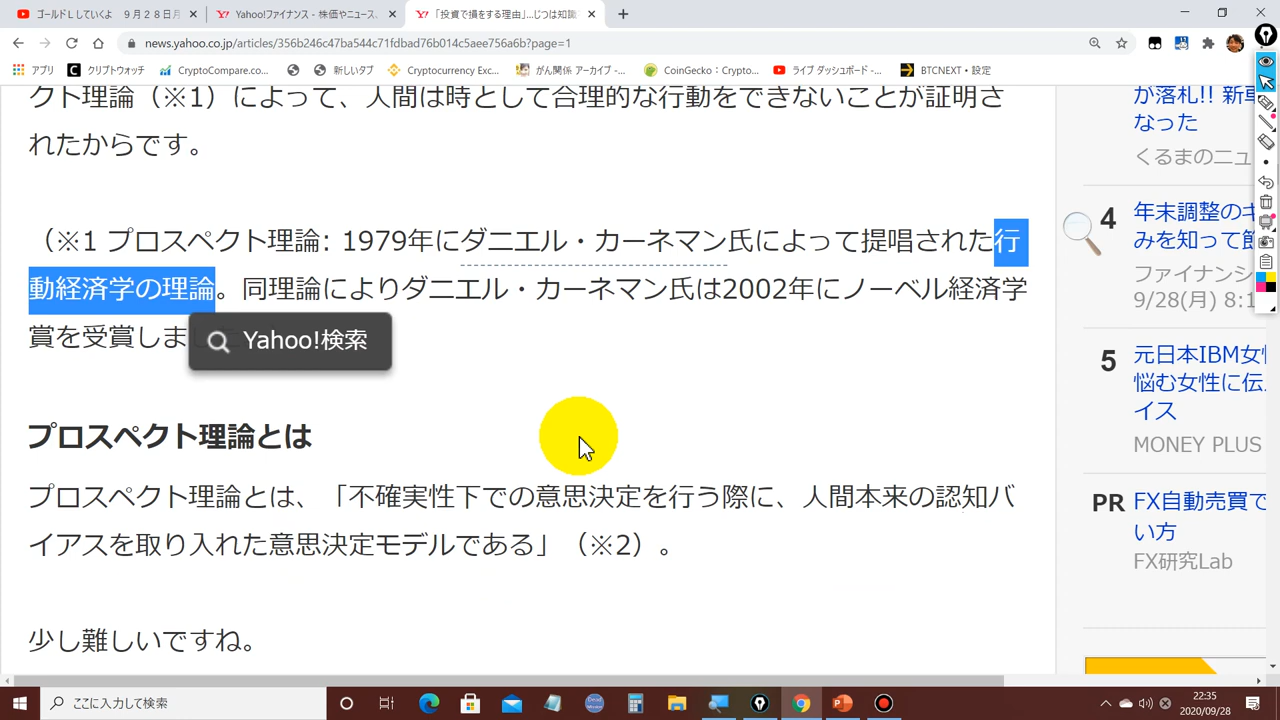 ゴールドLしていくよ　9月28日月
Yahoo!ファイナンス - 株価やニュース、
「投資で損をする理由」…じつは知識
news.yahoo.co.jp/articles/356b246c47ba544c71fdbad76b014c5aee756a6b?page=1
アプリ
クリプトウォッチ
CryptoCompare.co...
新しいタブ
Cryptocurrency Exc...
がん関係 アーカイブ -...
CoinGecko：Crypto...
ライブ ダッシュボード -...
BTCNEXT・設定
クト理論（※1）によって、人間は時として合理的な行動をできないことが証明さ
れたからです。
（※1 プロスペクト理論: 1979年にダニエル・カーネマン氏によって提唱された行
動経済学の理論。同理論によりダニエル・カーネマン氏は2002年にノーベル経済学
賞を受賞しま
Yahoo!検索
プロスペクト理論とは
プロスペクト理論とは、「不確実性下での意思決定を行う際に、人間本来の認知バ
イアスを取り入れた意思決定モデルである」（※2）。
少し難しいですね。
が落札!! 新車
なった
くるまのニュ
4
年末調整のキ
みを知って節
ファイナンシ
9/28(月) 8:1
5
元日本IBM女性
悩む女性に伝え
イス
MONEY PLUS
PR
FX自動売買で
い方
FX研究Lab
ここに入力して検索
22:35
2020/09/28